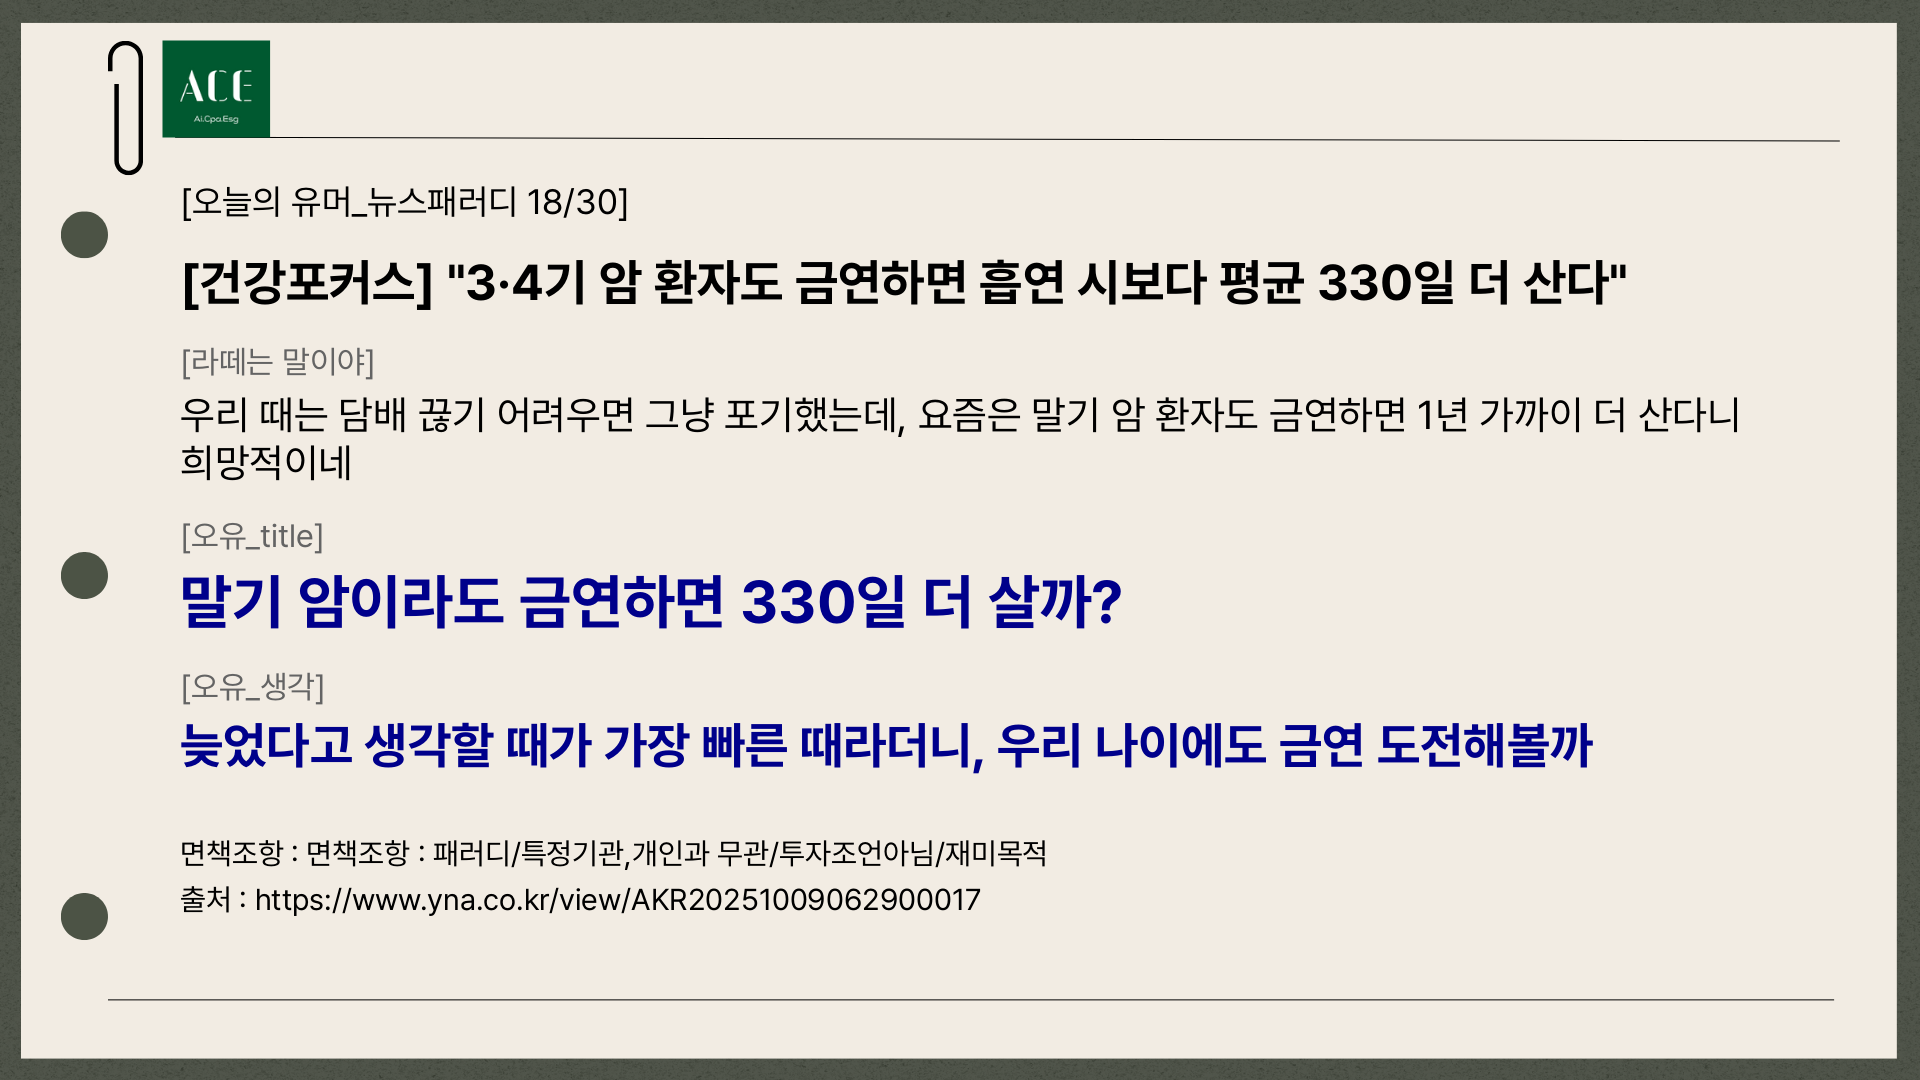 ACE
Ai.Cpa.Esg
[오늘의 유머_뉴스패러디 18/30]
[건강포커스] "3·4기 암 환자도 금연하면 흡연 시보다 평균 330일 더 산다"
[라떼는 말이야]
우리 때는 담배 끊기 어려우면 그냥 포기했는데, 요즘은 말기 암 환자도 금연하면 1년 가까이 더 산다니
희망적이네
[오유_title]
말기 암이라도 금연하면 330일 더 살까?
[오유_생각]
늦었다고 생각할 때가 가장 빠른 때라더니, 우리 나이에도 금연 도전해볼까
면책조항 : 면책조항 : 패러디/특정기관,개인과 무관/투자조언아님/재미목적
출처 : https://www.yna.co.kr/view/AKR20251009062900017